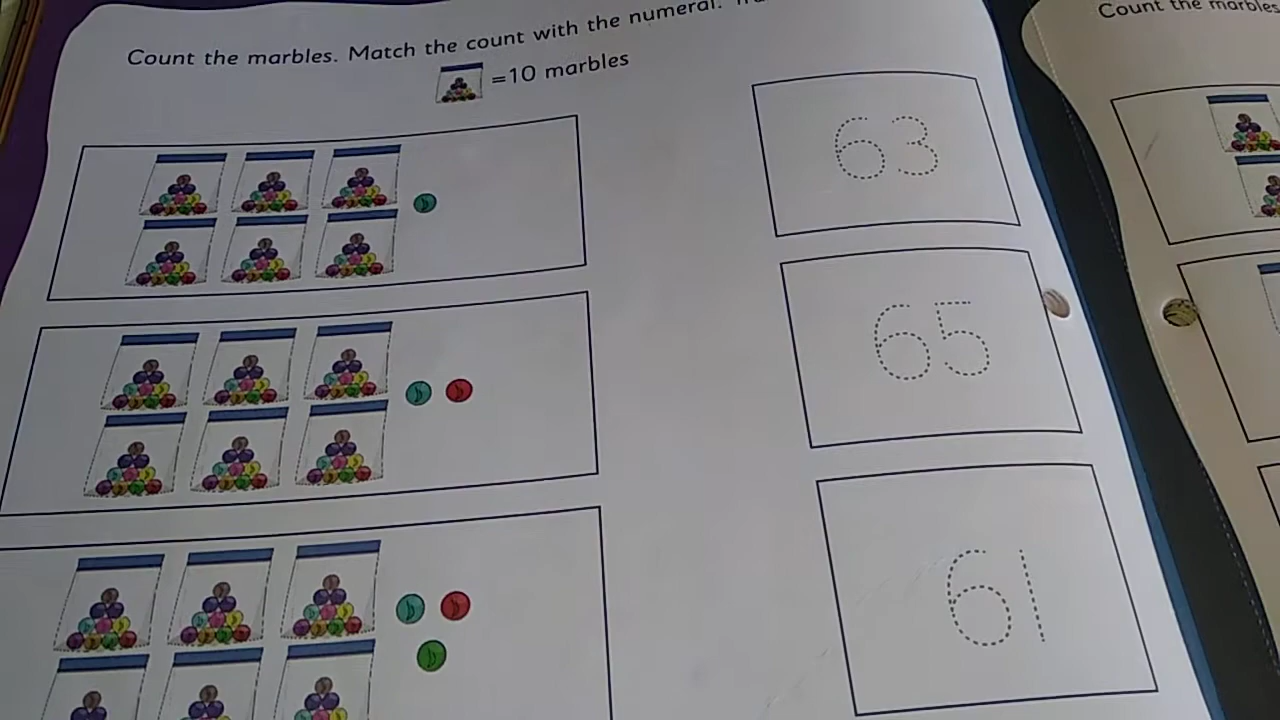 Count the marbles. Match the count with the numeral.
=10 marbles
63
65
61
Count the marbles